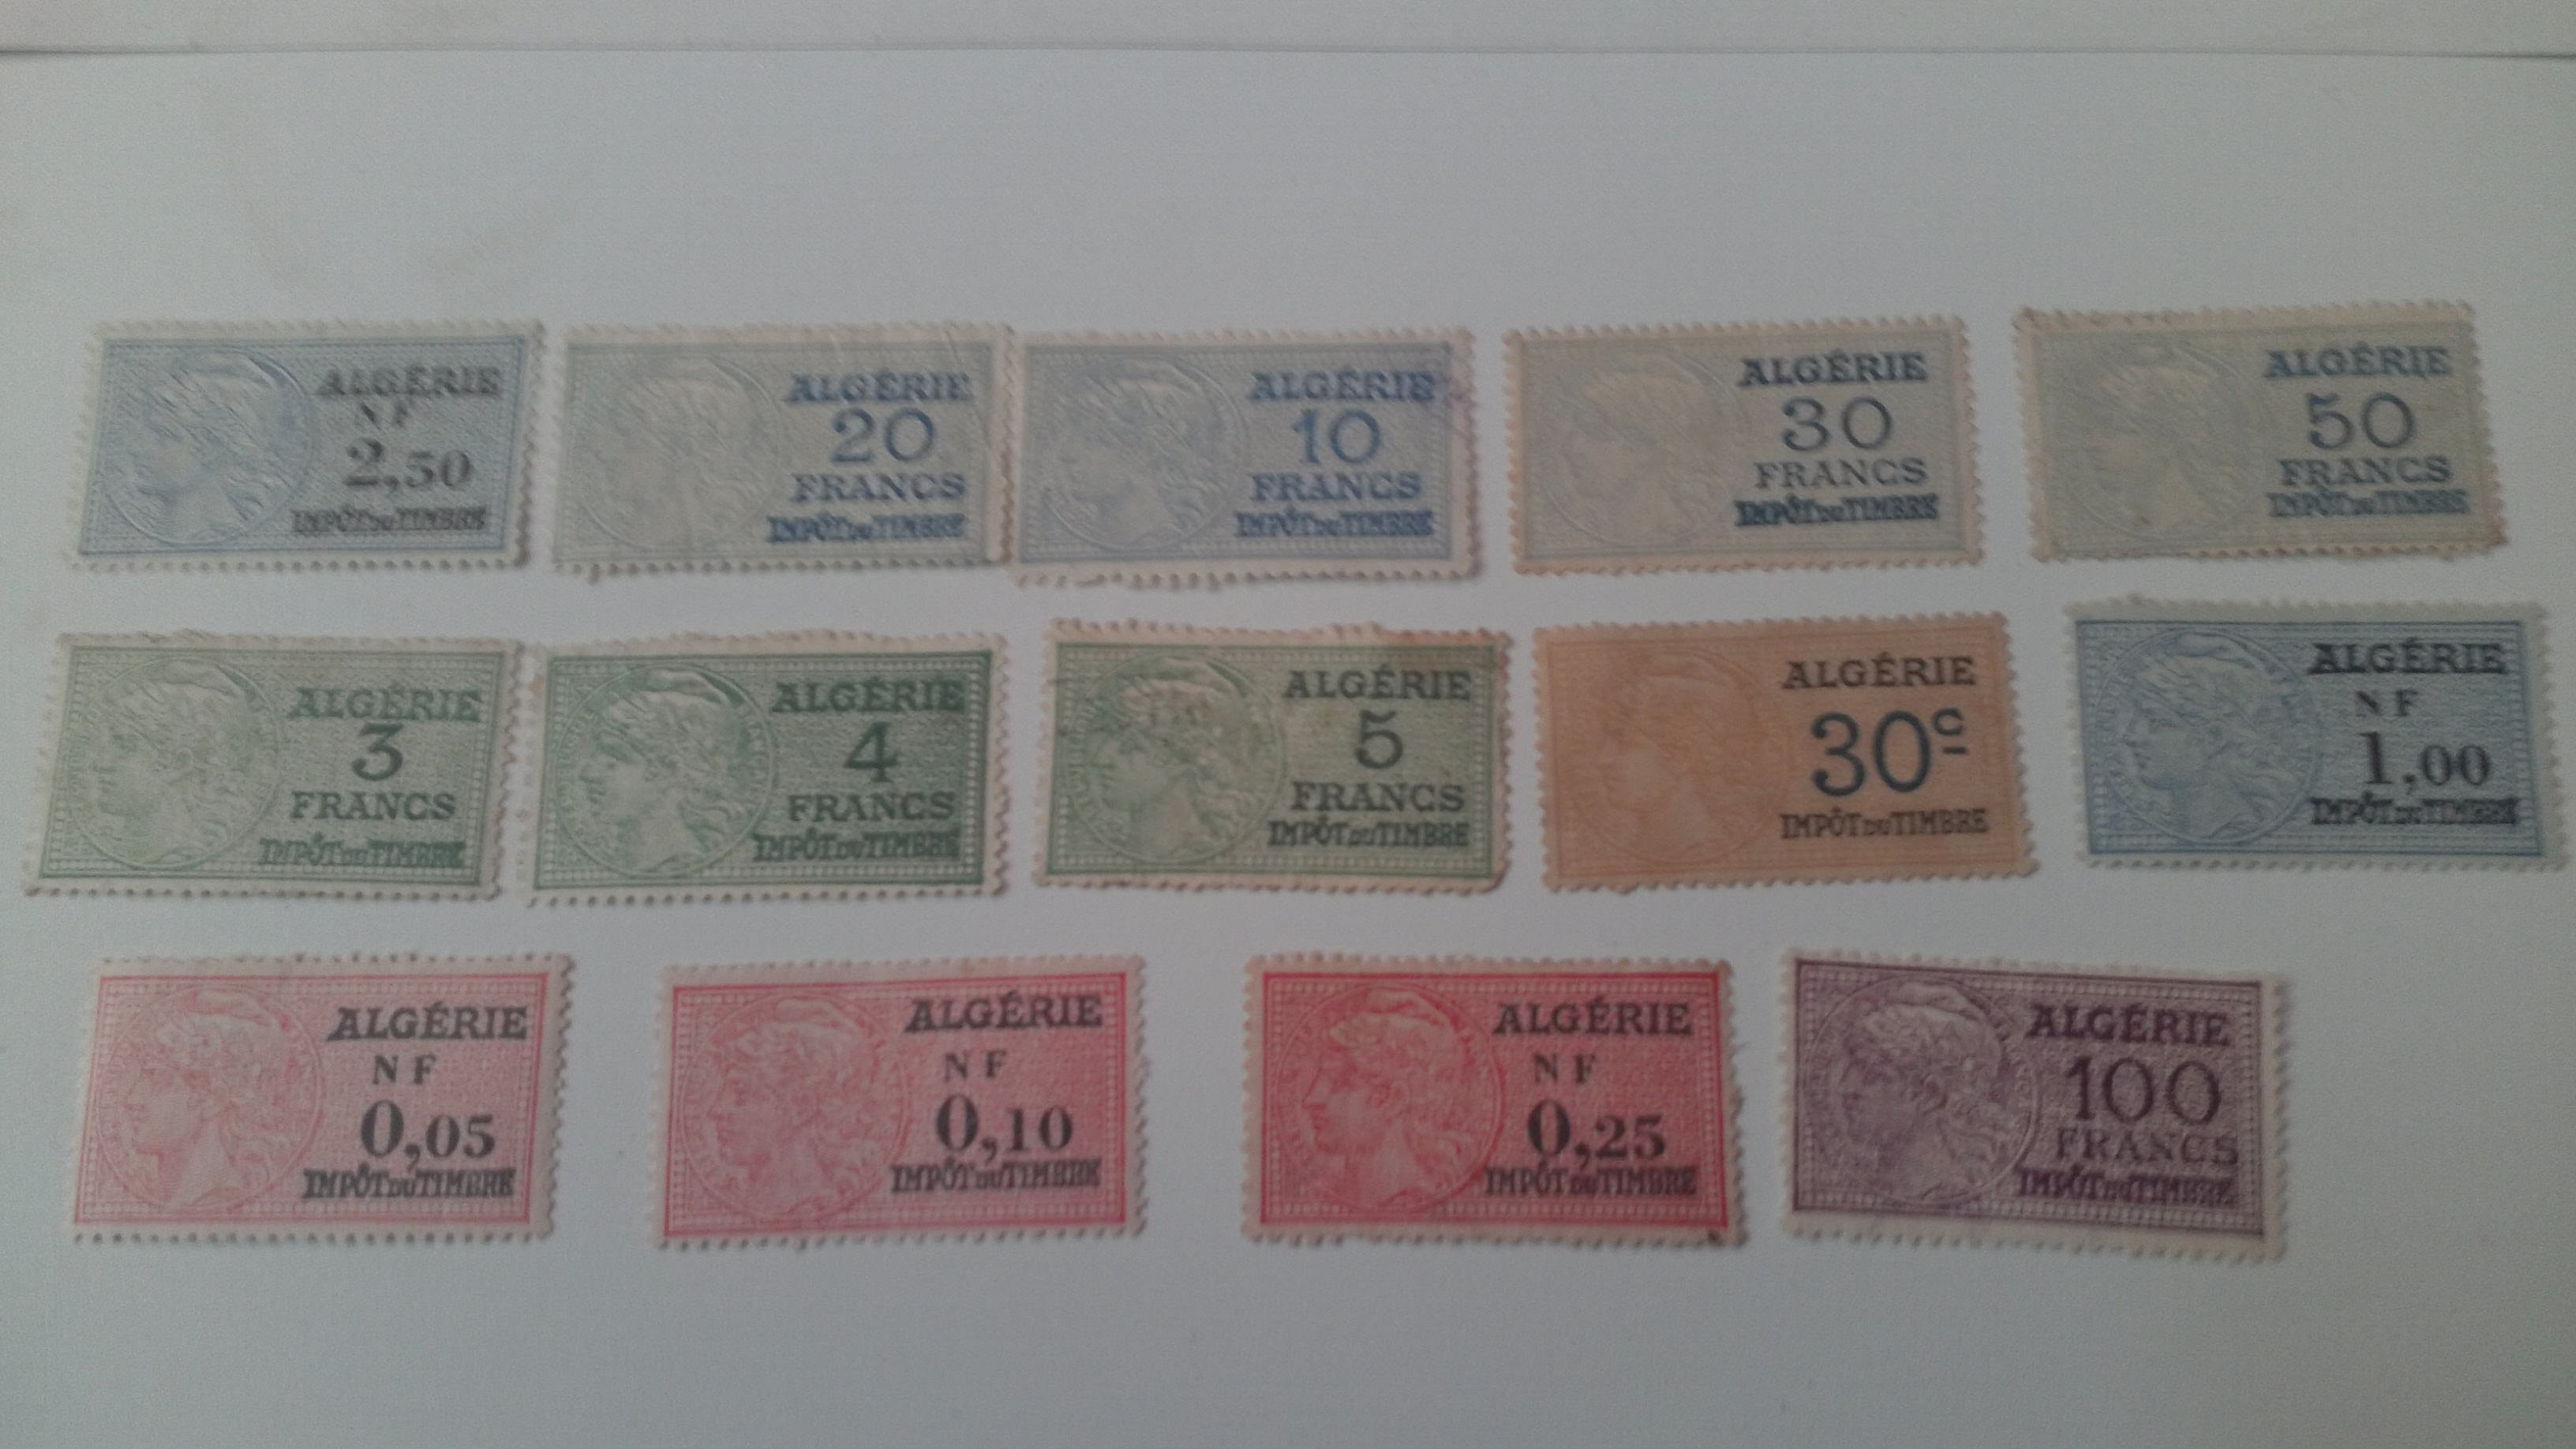 ALGÉRIE
NF
2,50
IMPÔT DU TIMBRE
ALGÉRIE
20
FRANCS
IMPÔT DU TIMBRE
ALGÉRIE
10
FRANCS
IMPÔT DU TIMBRE
ALGÉRIE
30
FRANCS
IMPÔT DU TIMBRE
ALGÉRIE
50
FRANCS
IMPÔT DU TIMBRE
ALGÉRIE
3
FRANCS
IMPÔT DU TIMBRE
ALGÉRIE
4
FRANCS
IMPÔT DU TIMBRE
ALGÉRIE
5
FRANCS
IMPÔT DU TIMBRE
ALGÉRIE
30c
IMPÔT DU TIMBRE
ALGÉRIE
NF
1,00
IMPÔT DU TIMBRE
ALGÉRIE
NF
0,05
IMPÔT DU TIMBRE
ALGÉRIE
NF
0,10
IMPÔT DU TIMBRE
ALGÉRIE
NF
0,25
IMPÔT DU TIMBRE
ALGÉRIE
100
FRANCS
IMPÔT DU TIMBRE